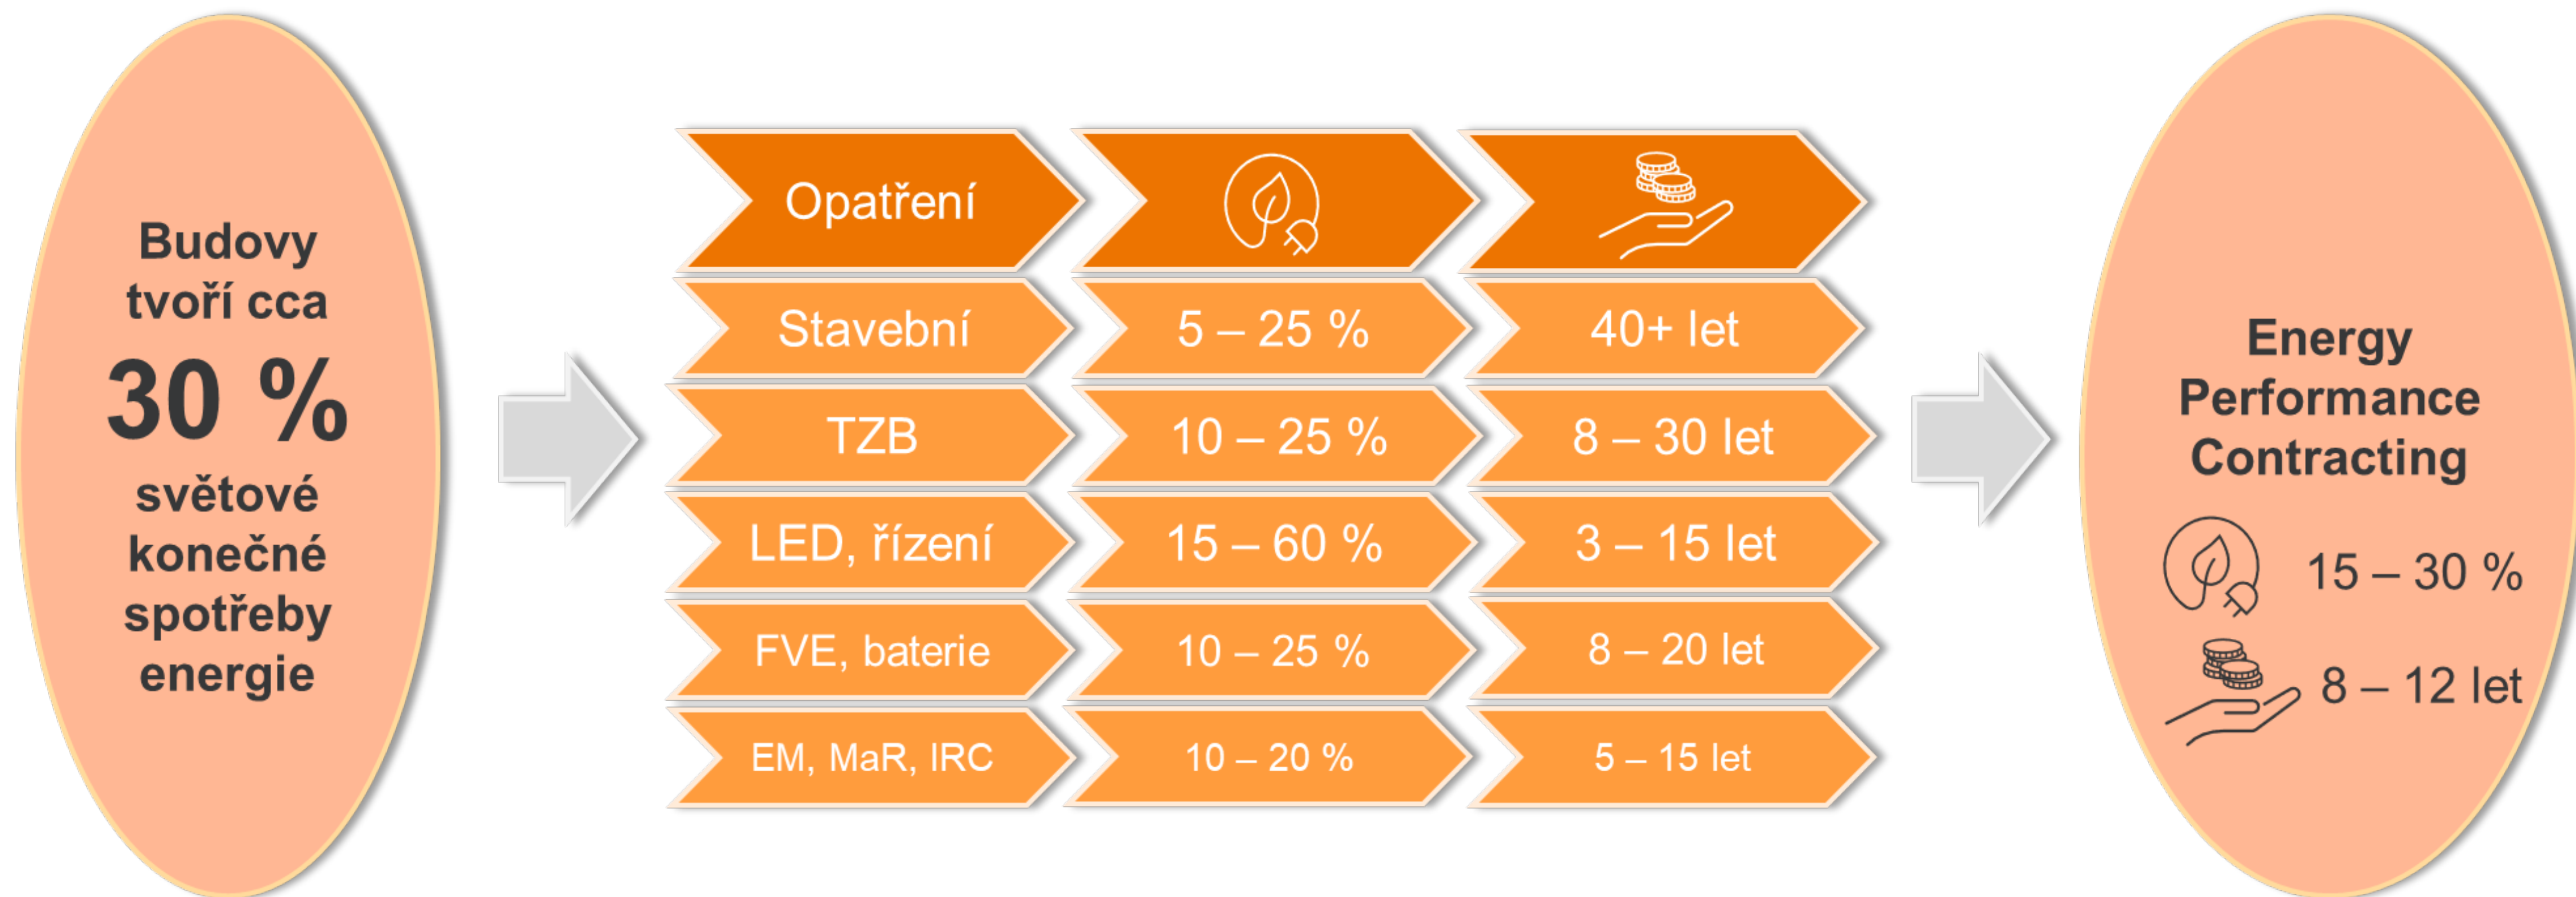 Budovy
tvoří cca
30 %
světové
konečné
spotřeby
energie
Opatření
Stavební
5 – 25 %
40+ let
TZB
10 – 25 %
8 – 30 let
LED, řízení
15 – 60 %
3 – 15 let
FVE, baterie
10 – 25 %
8 – 20 let
EM, MaR, IRC
10 – 20 %
5 – 15 let
Energy
Performance
Contracting
15 – 30 %
8 – 12 let